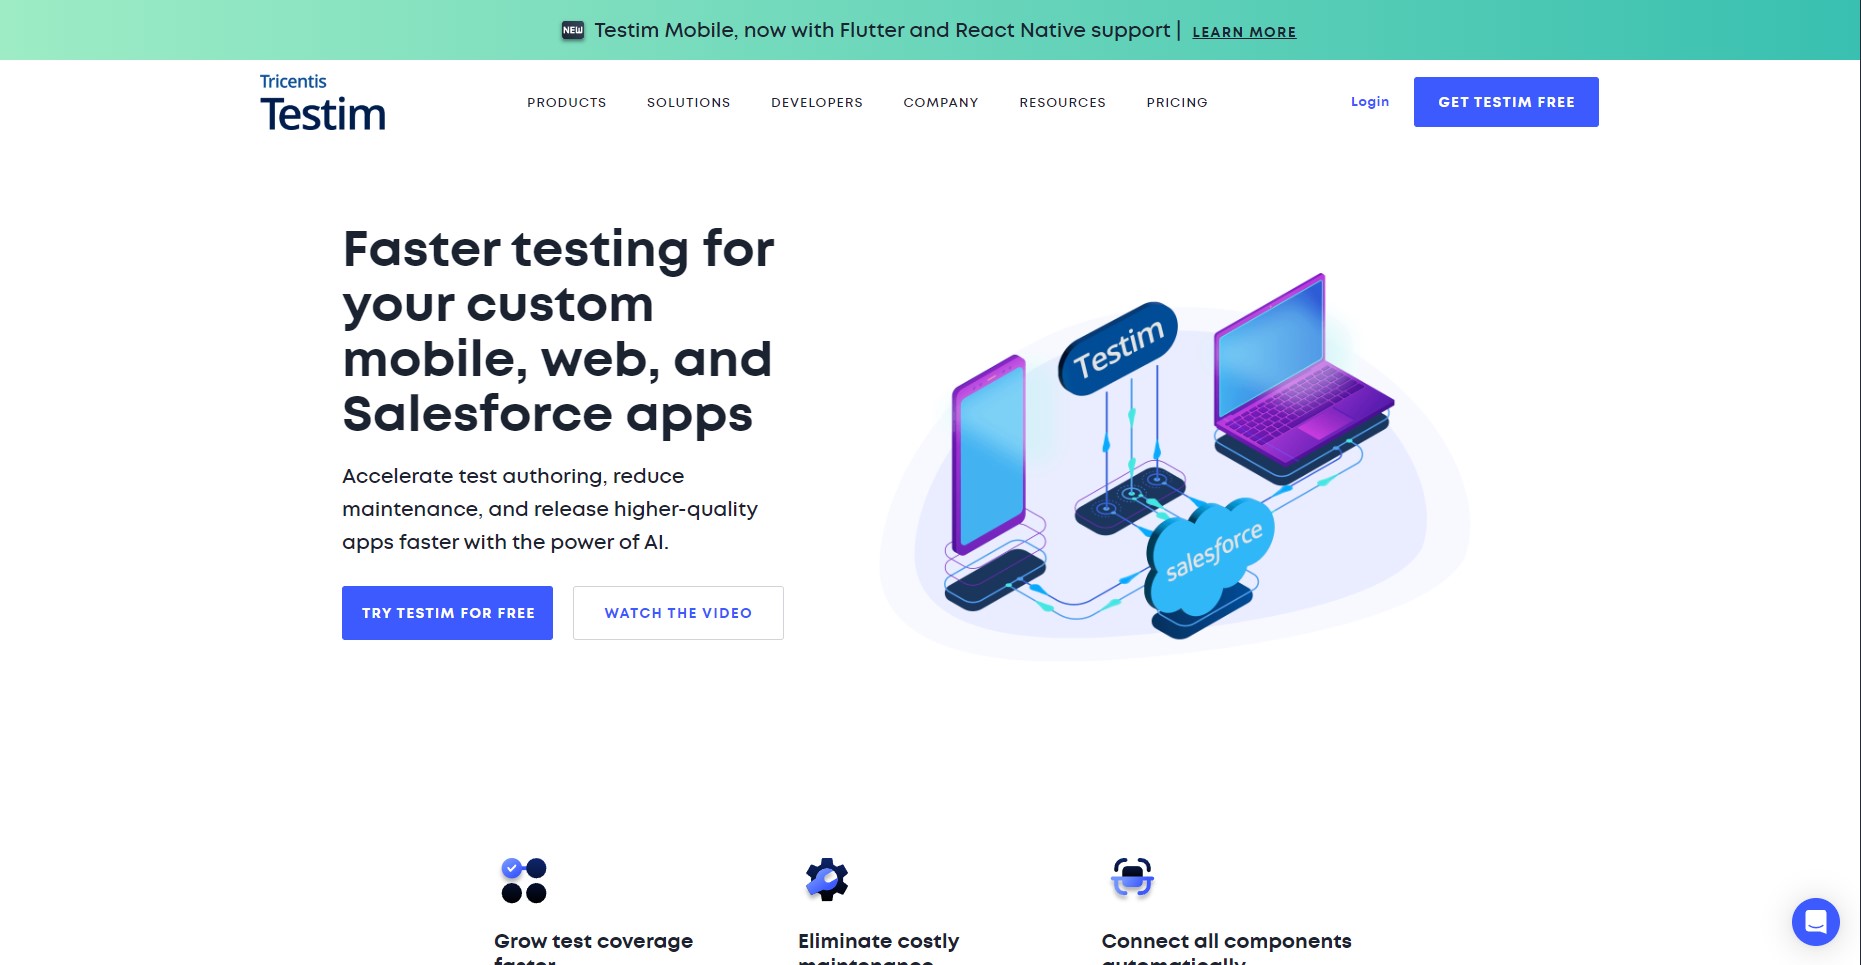 NEW Testim Mobile, now with Flutter and React Native support | LEARN MORE
Tricentis
Testim
PRODUCTS SOLUTIONS DEVELOPERS COMPANY RESOURCES PRICING Login GET TESTIM FREE
Faster testing for
your custom
mobile, web, and
Salesforce apps
Accelerate test authoring, reduce
maintenance, and release higher-quality
apps faster with the power of AI.
TRY TESTIM FOR FREE WATCH THE VIDEO
Testim
salesforce
Grow test coverage
faster
Eliminate costly
maintenance
Connect all components
automatically